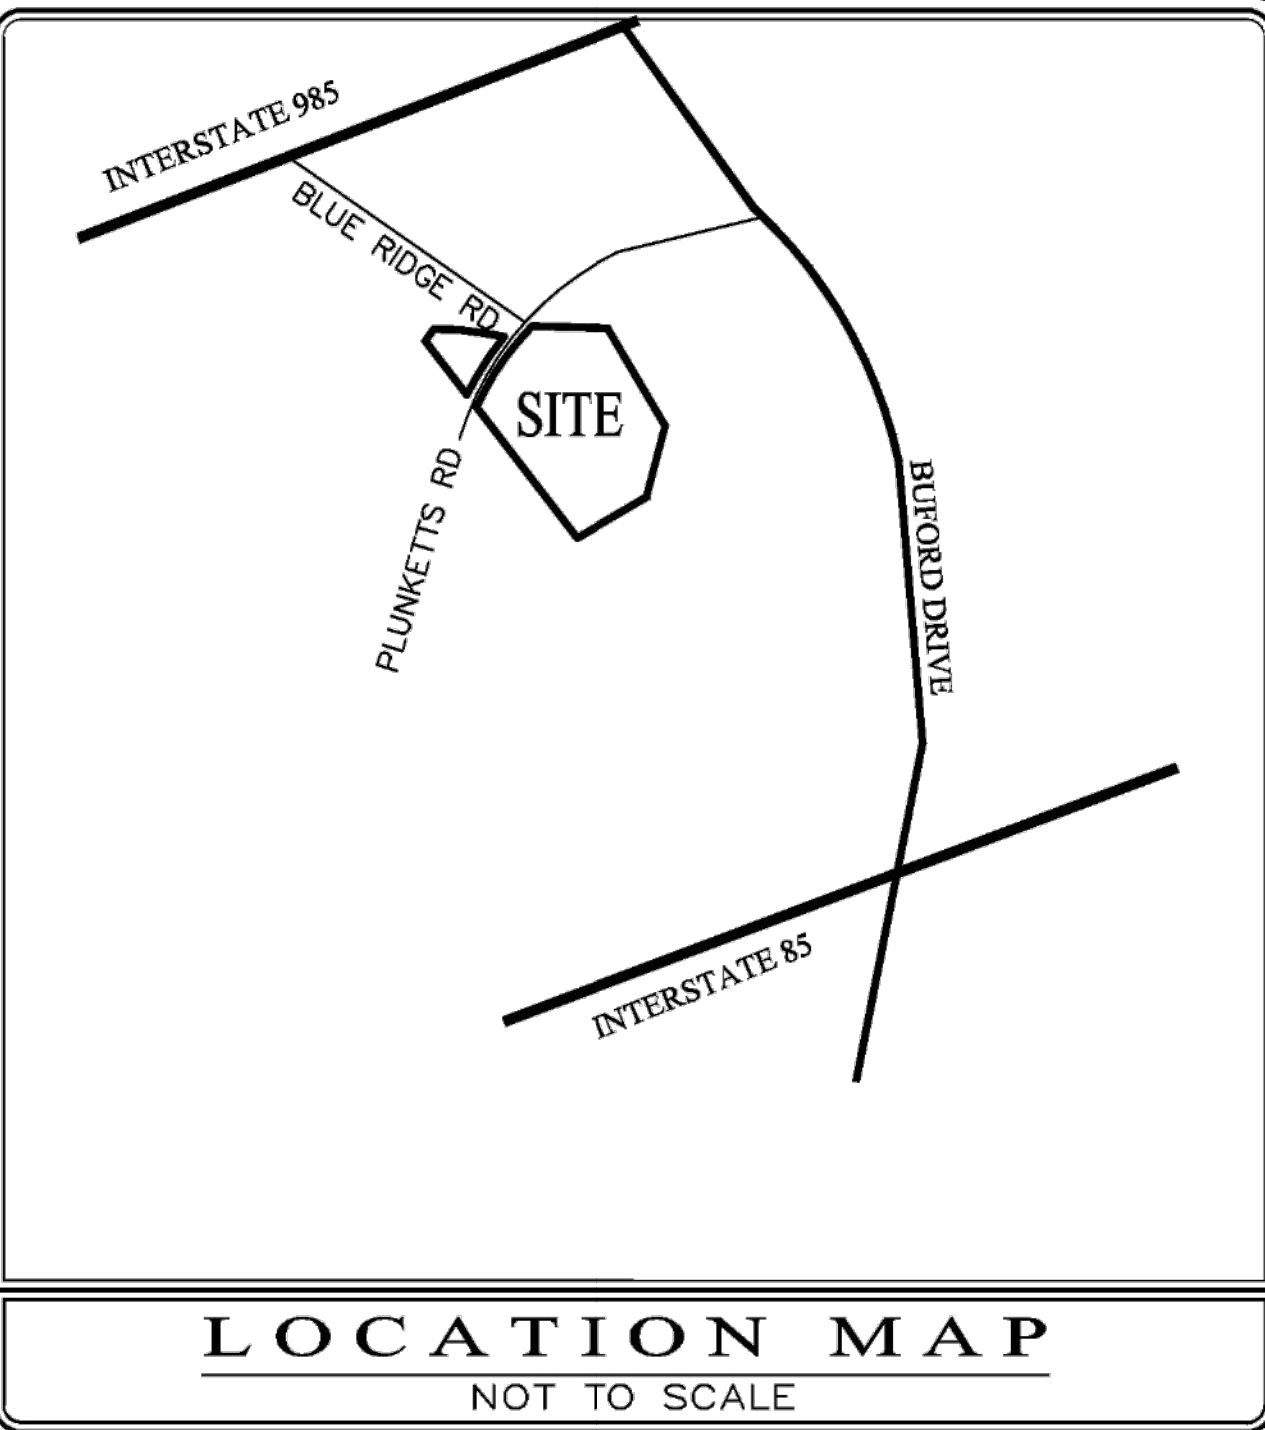 INTERSTATE 985
BLUE RIDGE RD
SITE
PLUNKETTS RD
BUFORD DRIVE
INTERSTATE 85
LOCATION MAP
NOT TO SCALE